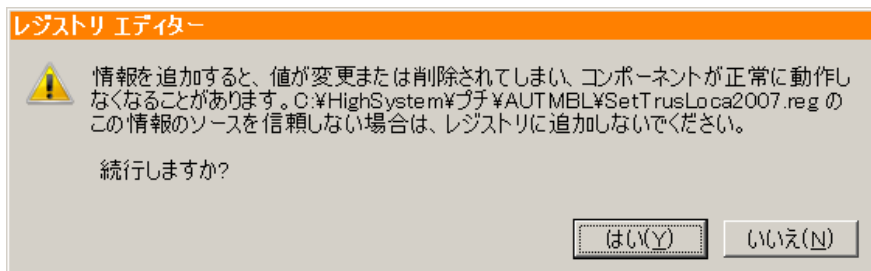 レジストリ エディター
情報を追加すると、値が変更または削除されてしまい、コンポーネントが正常に動作し
なくなることがあります。C:¥HighSystem¥プチ¥AUTMBL¥SetTrusLoca2007.reg の
この情報のソースを信頼しない場合は、レジストリに追加しないでください。
続行しますか?
はい(Y) いいえ(N)